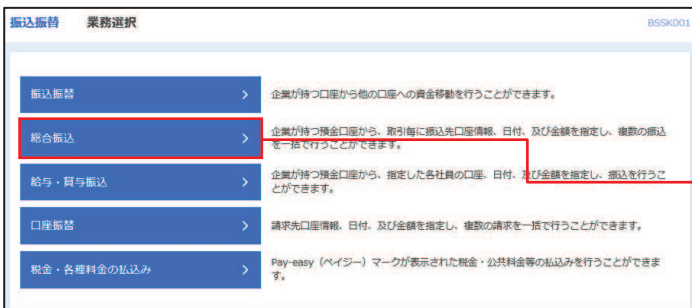 振込振替 業務選択 BSSK001
振込振替 > 企業が持つ口座から他の口座への資金移動を行うことができます。
総合振込 > 企業が持つ預金口座から、取引毎に振込先口座情報、日付、及び金額を指定し、複数の振込
を一括で行うことができます。
給与・賞与振込 > 企業が持つ預金口座から、指定した各社員の口座、日付、及び金額を指定し、振込を行うこ
とができます。
口座振替 > 請求先口座情報、日付、及び金額を指定し、複数の請求を一括で行うことができます。
税金・各種料金の払込み > Pay-easy（ペイジー）マークが表示された税金・公共料金等の払込みを行うことができま
す。